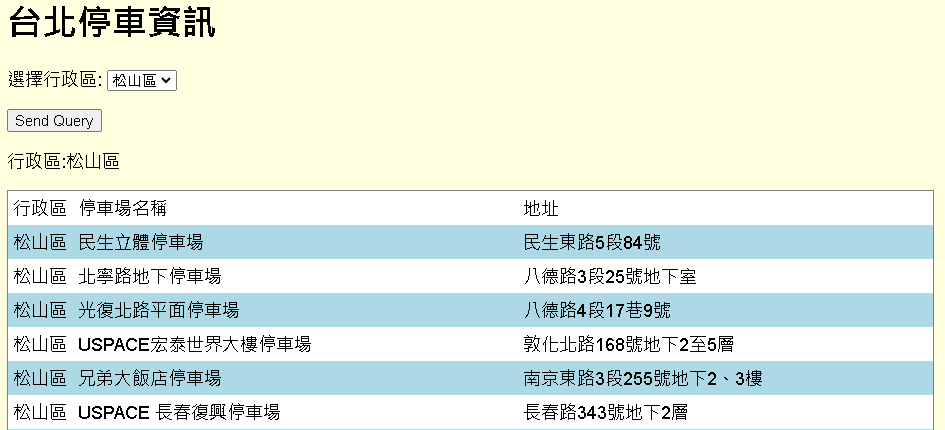 台北停車資訊
選擇行政區: 松山區
Send Query
行政區:松山區
行政區 停車場名稱 地址
松山區 民生立體停車場 民生東路5段84號
松山區 北寧路地下停車場 八德路3段25號地下室
松山區 光復北路平面停車場 八德路4段17巷9號
松山區 USPACE宏泰世界大樓停車場 敦化北路168號地下2至5層
松山區 兄弟大飯店停車場 南京東路3段255號地下2、3樓
松山區 USPACE 長春復興停車場 長春路343號地下2層